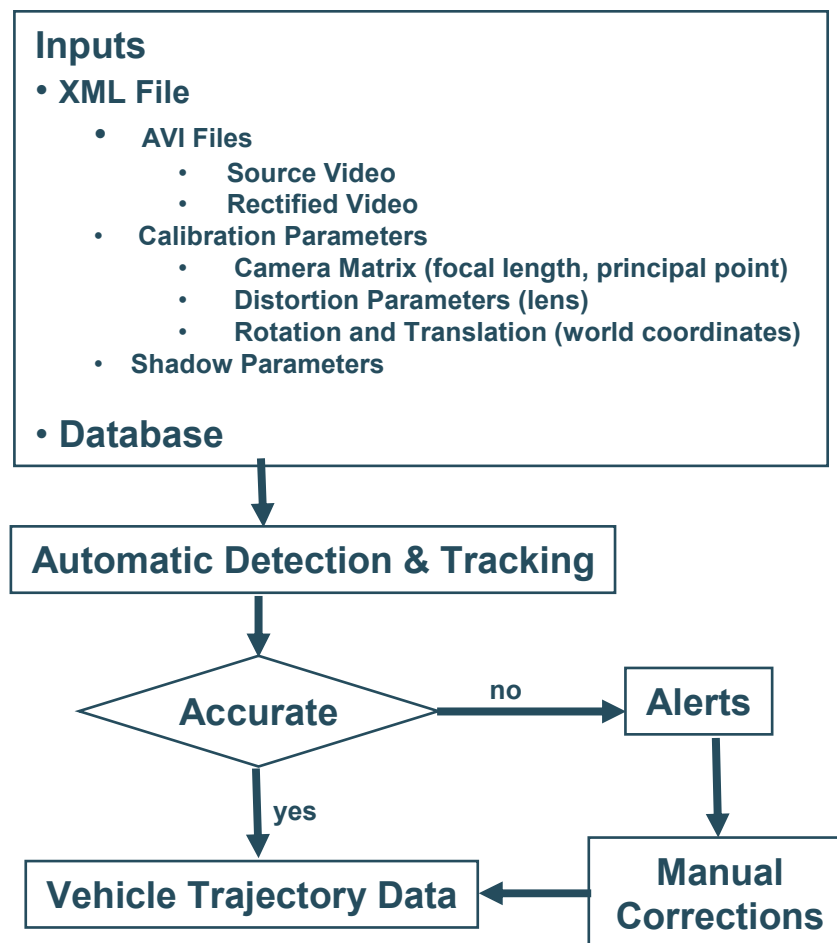 Inputs
• XML File
• AVI Files
• Source Video
• Rectified Video
• Calibration Parameters
• Camera Matrix (focal length, principal point)
• Distortion Parameters (lens)
• Rotation and Translation (world coordinates)
• Shadow Parameters
• Database
Automatic Detection & Tracking
Accurate
no
Alerts
yes
Vehicle Trajectory Data
Manual
Corrections